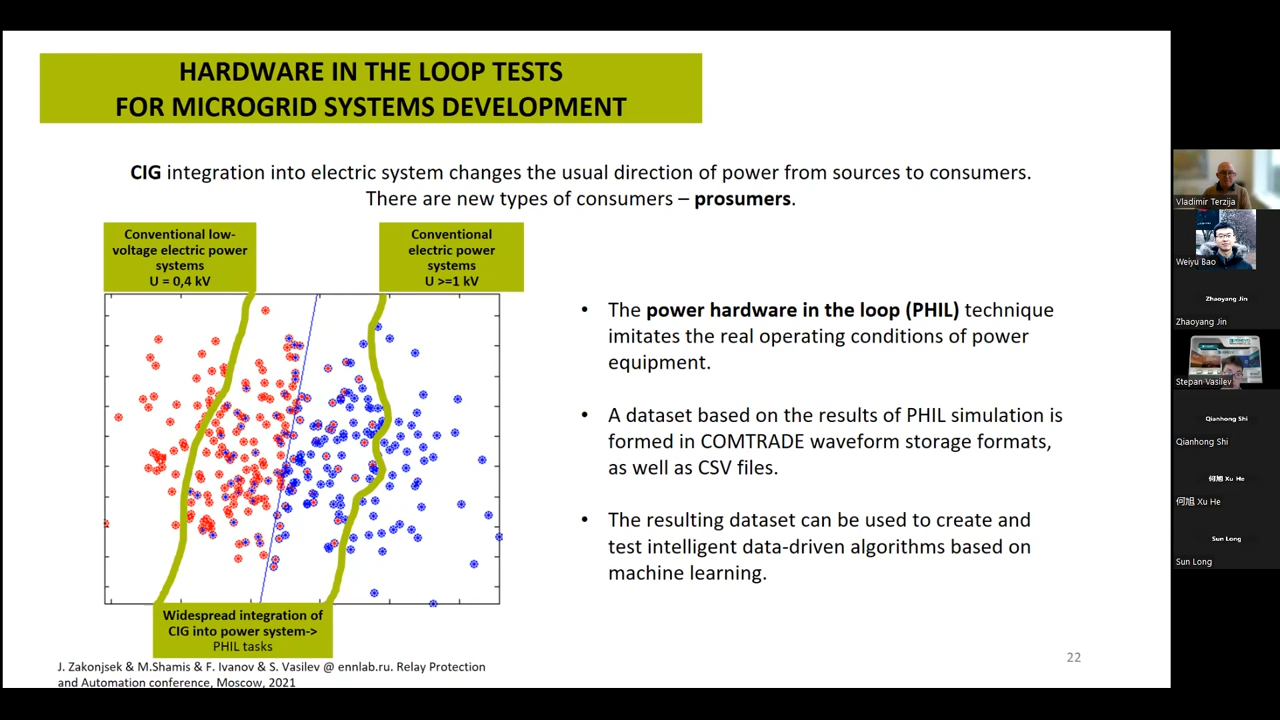 HARDWARE IN THE LOOP TESTS
FOR MICROGRID SYSTEMS DEVELOPMENT
CIG integration into electric system changes the usual direction of power from sources to consumers.
There are new types of consumers – prosumers.
Conventional low-
voltage electric power
systems
U = 0,4 kV
Conventional
electric power
systems
U >=1 kV
• The power hardware in the loop (PHIL) technique
imitates the real operating conditions of power
equipment.
• A dataset based on the results of PHIL simulation is
formed in COMTRADE waveform storage formats,
as well as CSV files.
• The resulting dataset can be used to create and
test intelligent data-driven algorithms based on
machine learning.
Widespread integration of
CIG into power system->
PHIL tasks
J. Zakonjsek & M.Shamis & F. Ivanov & S. Vasilev @ ennlab.ru. Relay Protection
and Automation conference, Moscow, 2021
22
Vladimir Terzija
Weiyu Bao
Zhaoyang Jin
Zhaoyang Jin
Stepan Vasilev
Qianhong Shi
Qianhong Shi
何旭 Xu He
何旭 Xu He
Sun Long
Sun Long